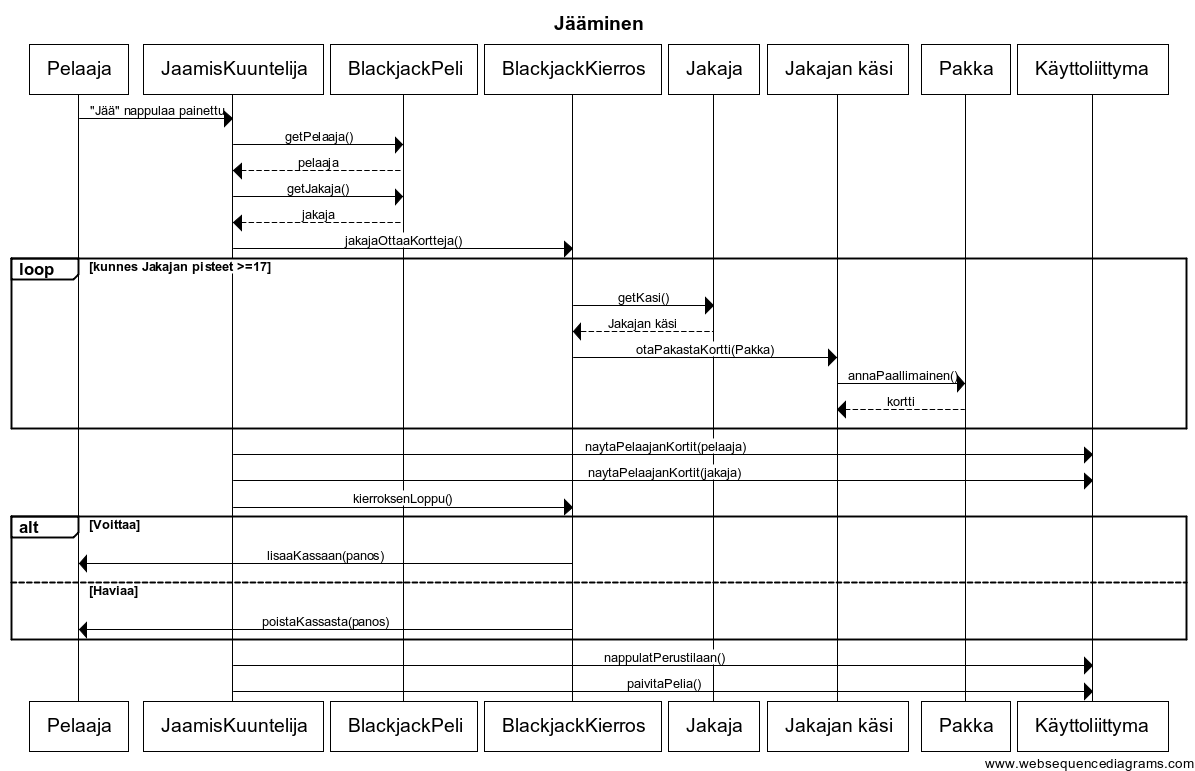 Jääminen
Pelaaja JaamisKuuntelija BlackjackPeli BlackjackKierros Jakaja Jakajan käsi Pakka Käyttoliittyma
"Jää" nappulaa painettu
getPelaaja()
pelaaja
getJakaja()
jakaja
jakajaOttaaKortteja()
loop [kunnes Jakajan pisteet >=17]
getKasi()
Jakajan käsi
otaPakastaKortti(Pakka)
annaPaallimainen()
kortti
naytaPelaajanKortit(pelaaja)
naytaPelaajanKortit(jakaja)
kierroksenLoppu()
alt [Voittaa]
lisaaKassaan(panos)
[Haviaa]
poistaKassasta(panos)
nappulatPerustilaan()
paivitaPelia()
Pelaaja JaamisKuuntelija BlackjackPeli BlackjackKierros Jakaja Jakajan käsi Pakka Käyttoliittyma
www.websequencediagrams.com